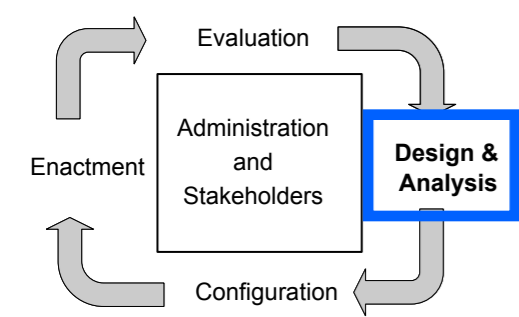 Evaluation
Administration
and
Stakeholders
Design &
Analysis
Enactment
Configuration